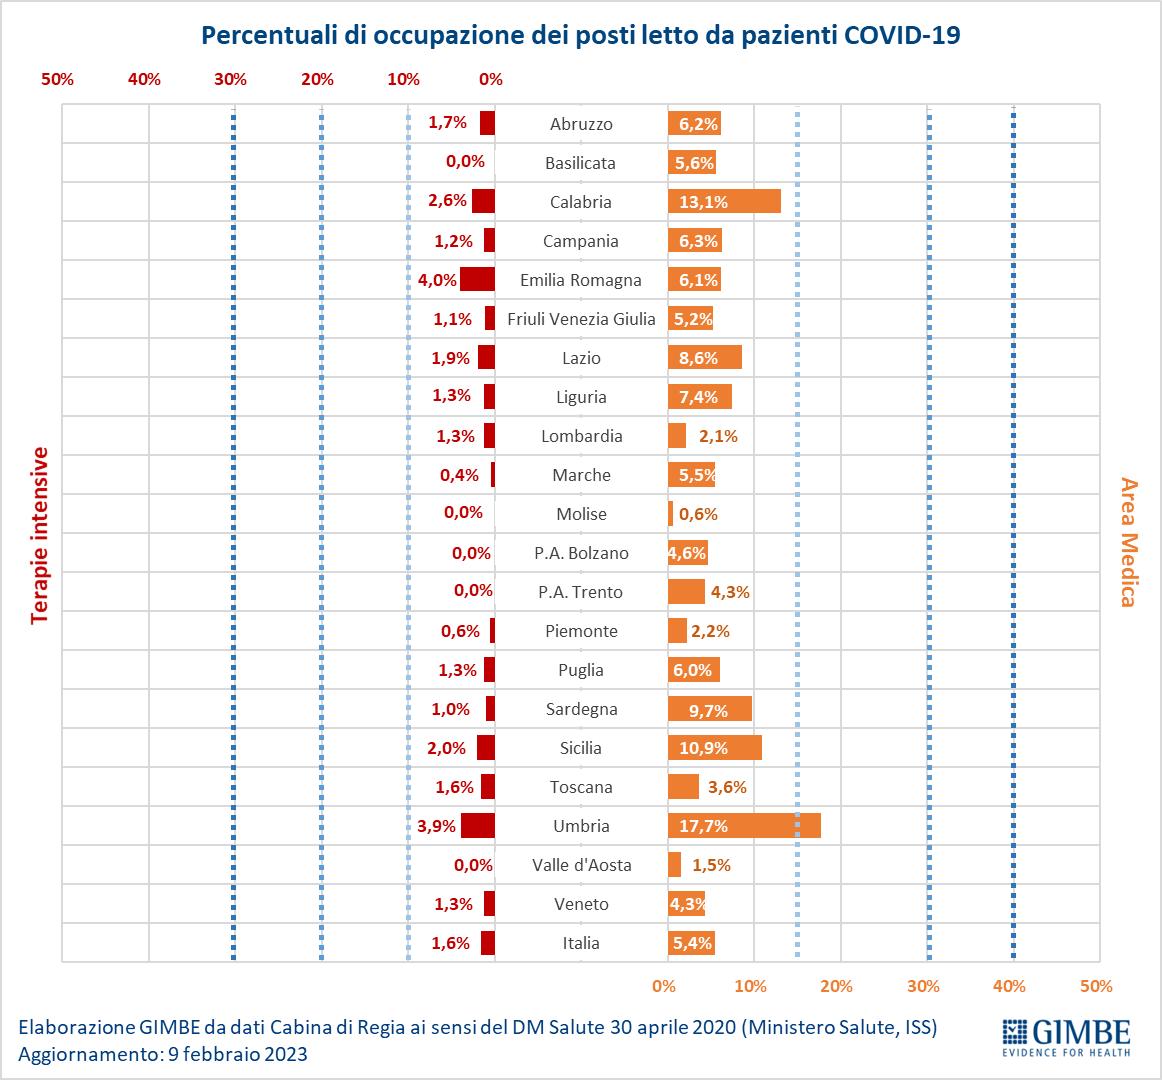 Percentuali di occupazione dei posti letto da pazienti COVID-19
50% 40% 30% 20% 10% 0%
1,7% Abruzzo 6,2%
0,0% Basilicata 5,6%
2,6% Calabria 13,1%
1,2% Campania 6,3%
4,0% Emilia Romagna 6,1%
1,1% Friuli Venezia Giulia 5,2%
1,9% Lazio 8,6%
1,3% Liguria 7,4%
1,3% Lombardia 2,1%
0,4% Marche 5,5%
0,0% Molise 0,6%
0,0% P.A. Bolzano 4,6%
0,0% P.A. Trento 4,3%
0,6% Piemonte 2,2%
1,3% Puglia 6,0%
1,0% Sardegna 9,7%
2,0% Sicilia 10,9%
1,6% Toscana 3,6%
3,9% Umbria 17,7%
0,0% Valle d'Aosta 1,5%
1,3% Veneto 4,3%
1,6% Italia 5,4%
Terapie intensive
Area Medica
0% 10% 20% 30% 40% 50%
Elaborazione GIMBE da dati Cabina di Regia ai sensi del DM Salute 30 aprile 2020 (Ministero Salute, ISS)
Aggiornamento: 9 febbraio 2023
GIMBE
EVIDENCE FOR HEALTH